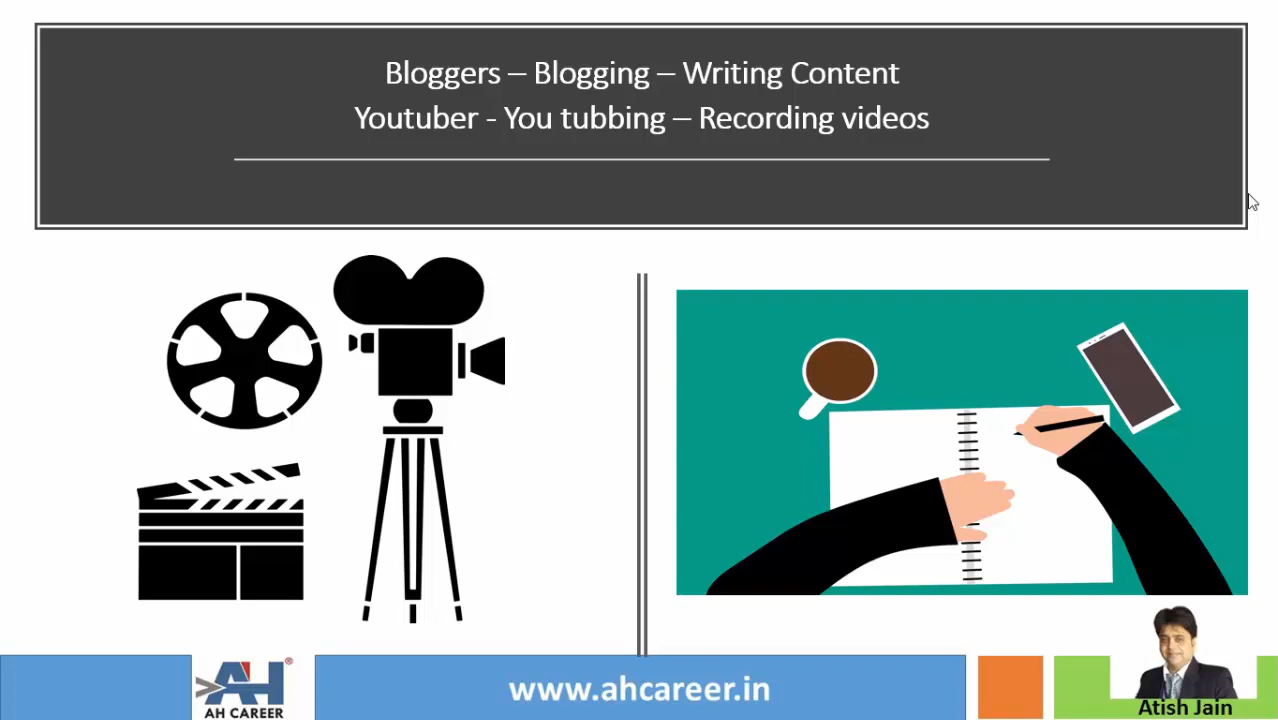 Bloggers – Blogging – Writing Content
Youtuber - You tubbing – Recording videos
AH ®
AH CAREER
www.ahcareer.in
Atish Jain